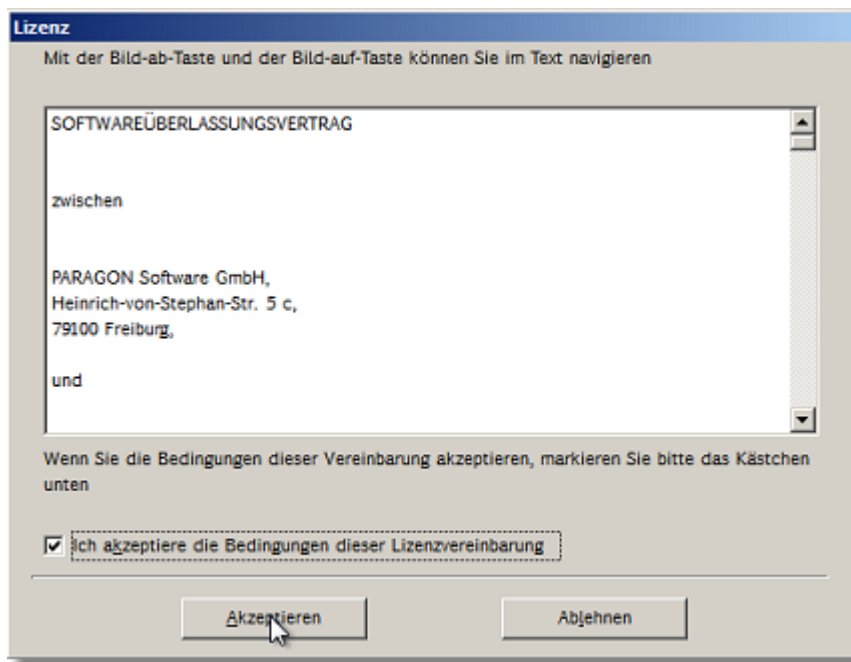 Lizenz
Mit der Bild-ab-Taste und der Bild-auf-Taste können Sie im Text navigieren
SOFTWAREÜBERLASSUNGSVERTRAG
zwischen
PARAGON Software GmbH,
Heinrich-von-Stephan-Str. 5 c,
79100 Freiburg,
und
Wenn Sie die Bedingungen dieser Vereinbarung akzeptieren, markieren Sie bitte das Kästchen
unten
Ich akzeptiere die Bedingungen dieser Lizenzvereinbarung
Akzeptieren
Ablehnen